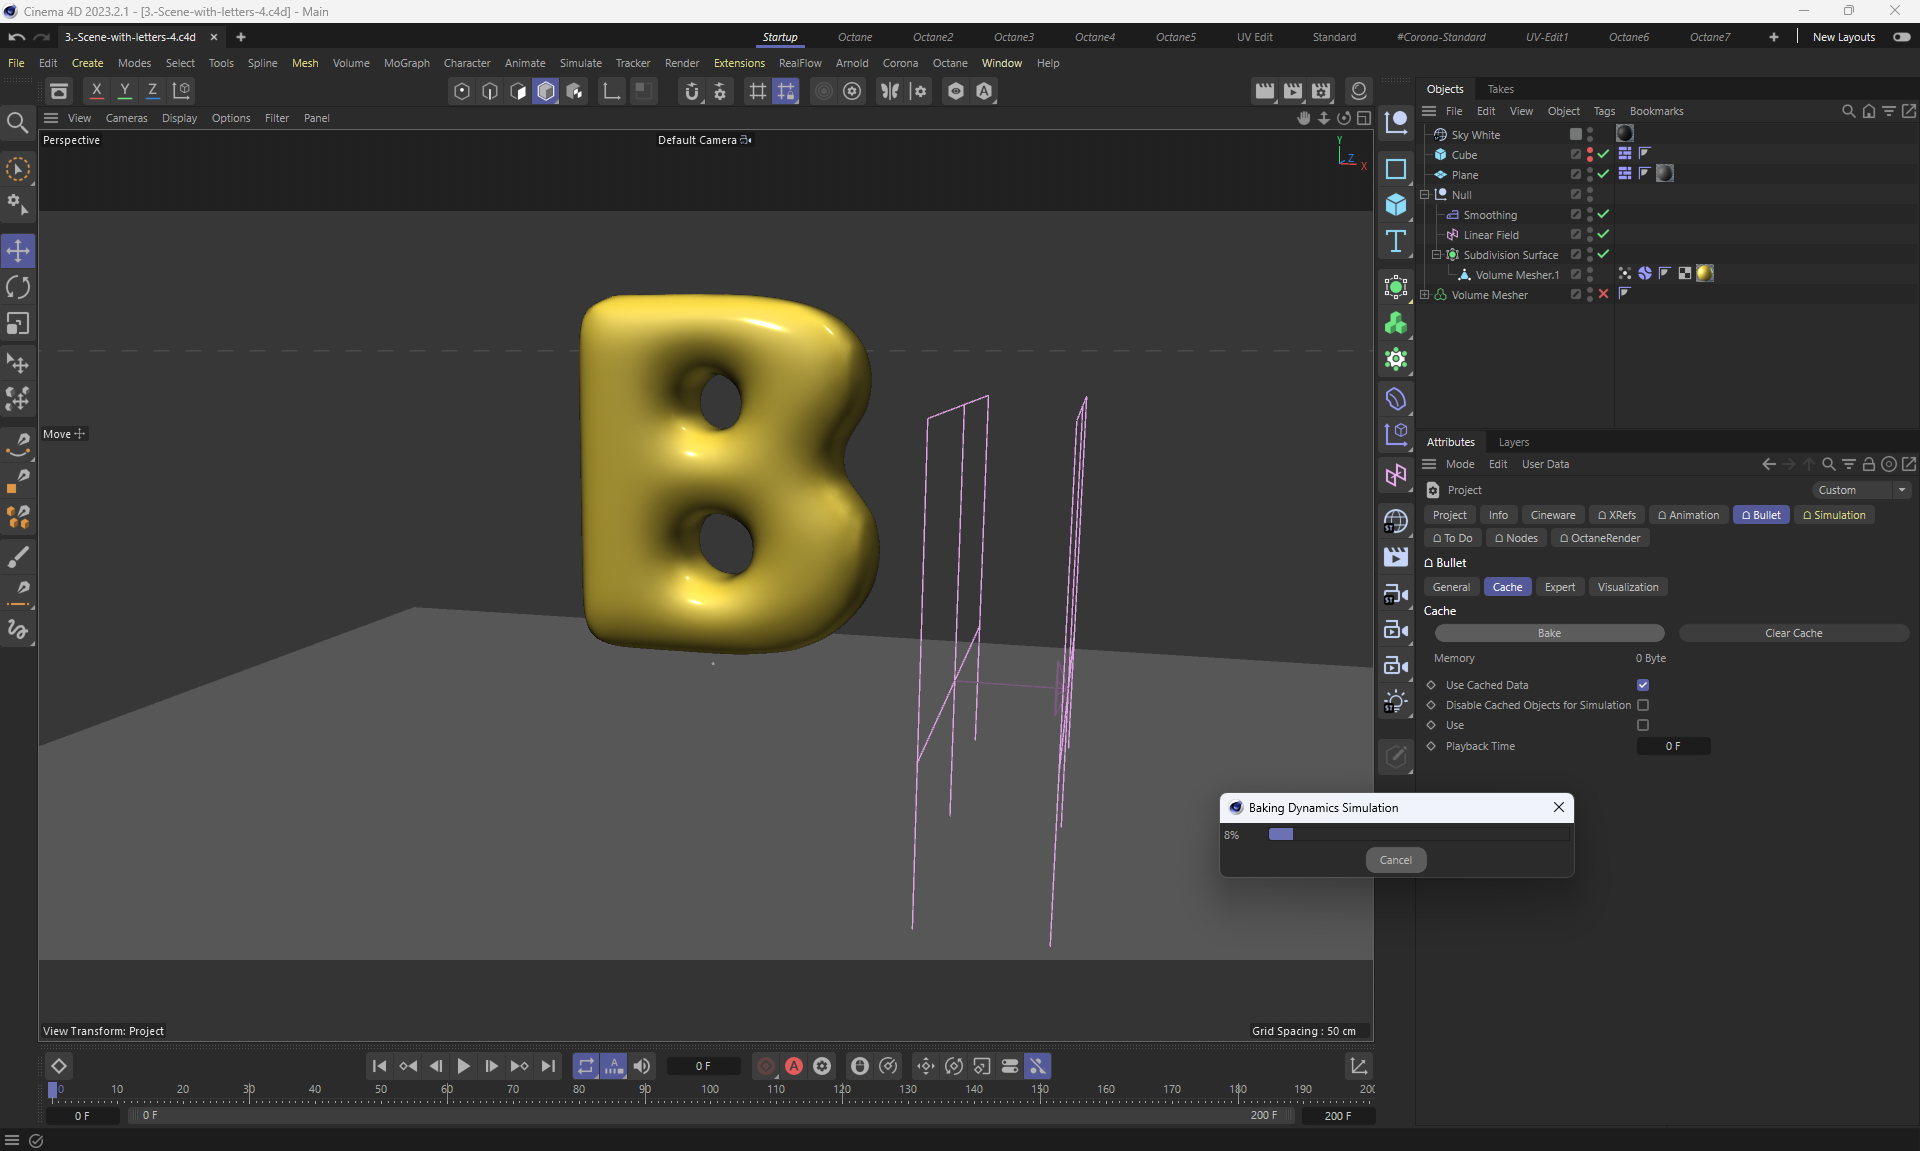 Cinema 4D 2023.2.1 - [3.-Scene-with-letters-4.c4d] - Main
3.-Scene-with-letters-4.c4d
Startup Octane Octane2 Octane3 Octane4 Octane5 UV Edit Standard #Corona-Standard UV-Edit1 Octane6 Octane7 New Layouts
File Edit Create Modes Select Tools Spline Mesh Volume MoGraph Character Animate Simulate Tracker Render Extensions RealFlow Arnold Corona Octane Window Help
X Y Z
View Cameras Display Options Filter Panel
Perspective
Default Camera
Y
Z
X
Move
B
View Transform: Project
Grid Spacing : 50 cm
Objects Takes
File Edit View Object Tags Bookmarks
Sky White
Cube
Plane
Null
Smoothing
Linear Field
Subdivision Surface
Volume Mesher.1
Volume Mesher
Attributes Layers
Mode Edit User Data
Project Custom
Project Info Cineware XRefs Animation Bullet Simulation
To Do Nodes OctaneRender
Bullet
General Cache Expert Visualization
Cache
Bake Clear Cache
Memory 0 Byte
Use Cached Data
Disable Cached Objects for Simulation
Use
Playback Time 0 F
Baking Dynamics Simulation
8%
Cancel
0 F
0 10 20 30 40 50 60 70 80 90 100 110 120 130 140 150 160 170 180 190 200
0 F 0 F 200 F 200 F